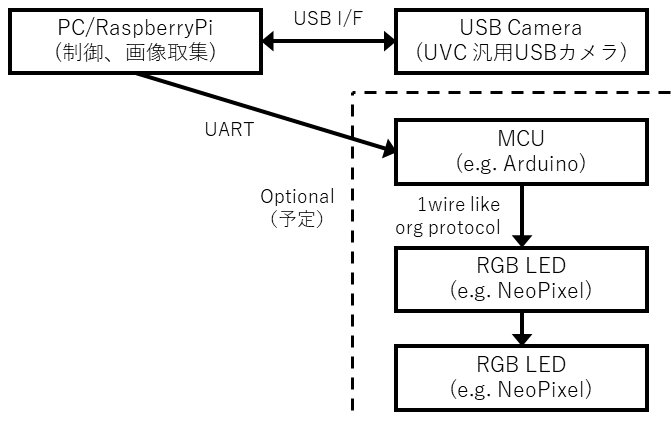 PC/RaspberryPi
(制御、画像取集)
USB I/F
USB Camera
(UVC 汎用USBカメラ)
UART
MCU
(e.g. Arduino)
Optional
(予定)
1wire like
org protocol
RGB LED
(e.g. NeoPixel)
RGB LED
(e.g. NeoPixel)